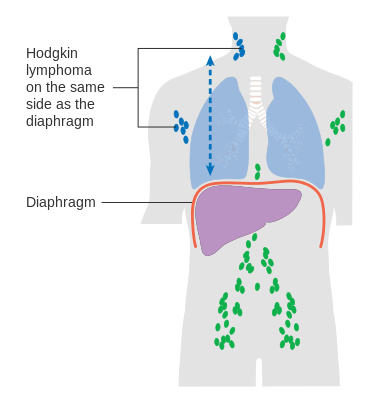 Hodgkin
lymphoma
on the same
side as the
diaphragm
Diaphragm